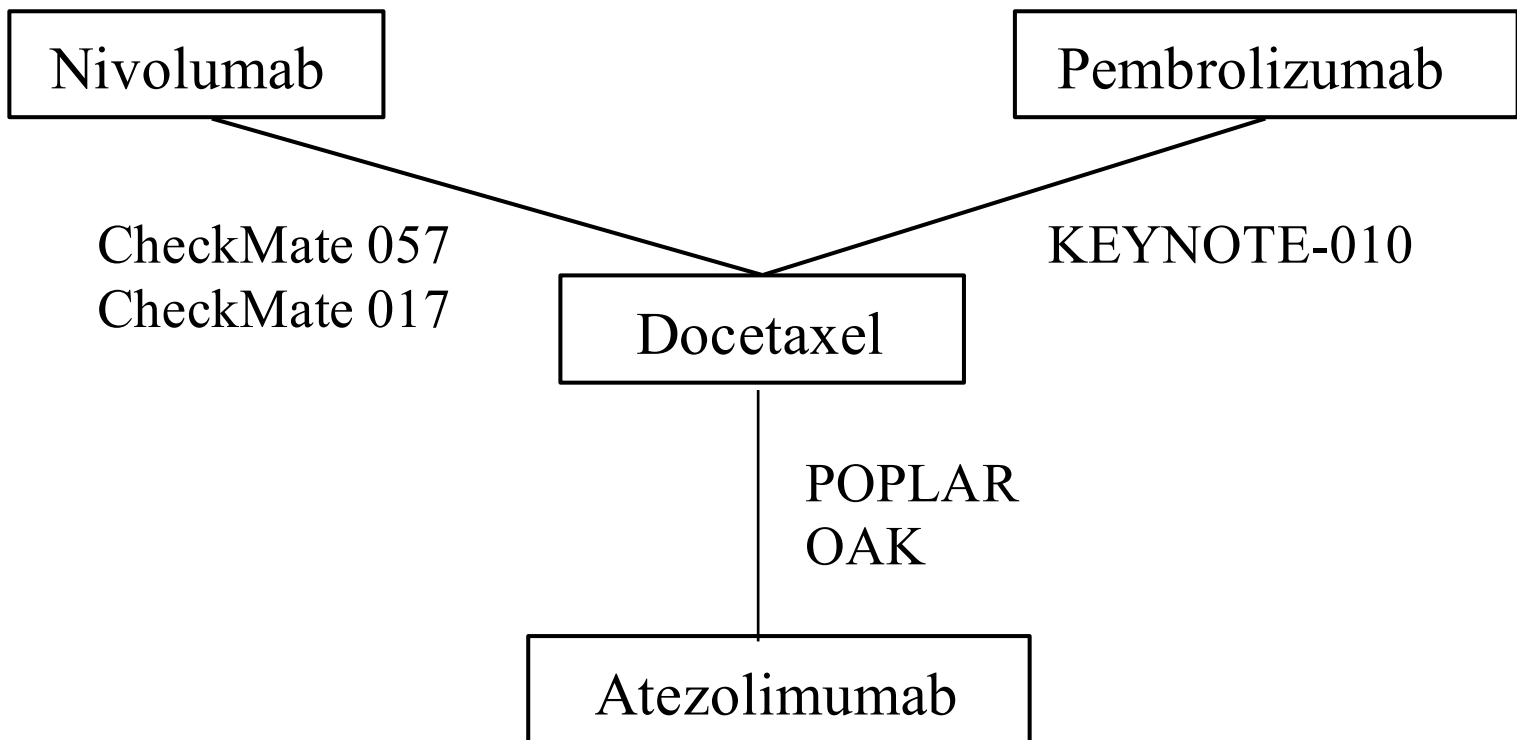 Nivolumab
Pembrolizumab
CheckMate 057
CheckMate 017
KEYNOTE-010
Docetaxel
POPLAR
OAK
Atezolimumab